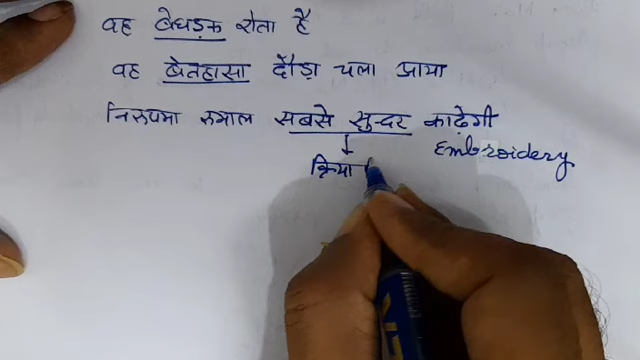 वह बेधड़क रोता है
वह बेतहासा दौड़ा चला आया
निरुपमा रुमाल सबसे सुन्दर काढ़ेगी
Embroidery
क्रिया